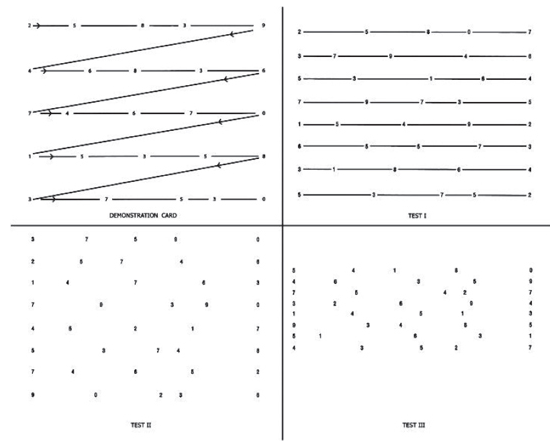 2 5 8 3 9
4 6 8 3 6
7 4 6 7 0
1 5 3 5 8
3 7 5 3 0
DEMONSTRATION CARD
2 5 8 0 7
3 7 9 4 6
5 3 1 6 4
7 9 7 3 5
1 5 4 9 2
6 5 5 7 3
3 1 8 6 4
5 3 7 5 2
TEST I
3 7 5 0
2 5 7 4 6
1 4 7 6 3
7 9 3 9 0
4 5 2 1 7
5 3 7 4 8
7 4 6 5 2
9 0 2 3 6
TEST II
5 4 1 8 0
4 6 3 5 9
7 5 4 2 7
3 2 6 9 4
1 4 5 1 3
9 3 4 8 5
5 1 6 3 1
4 3 5 2 7
TEST III